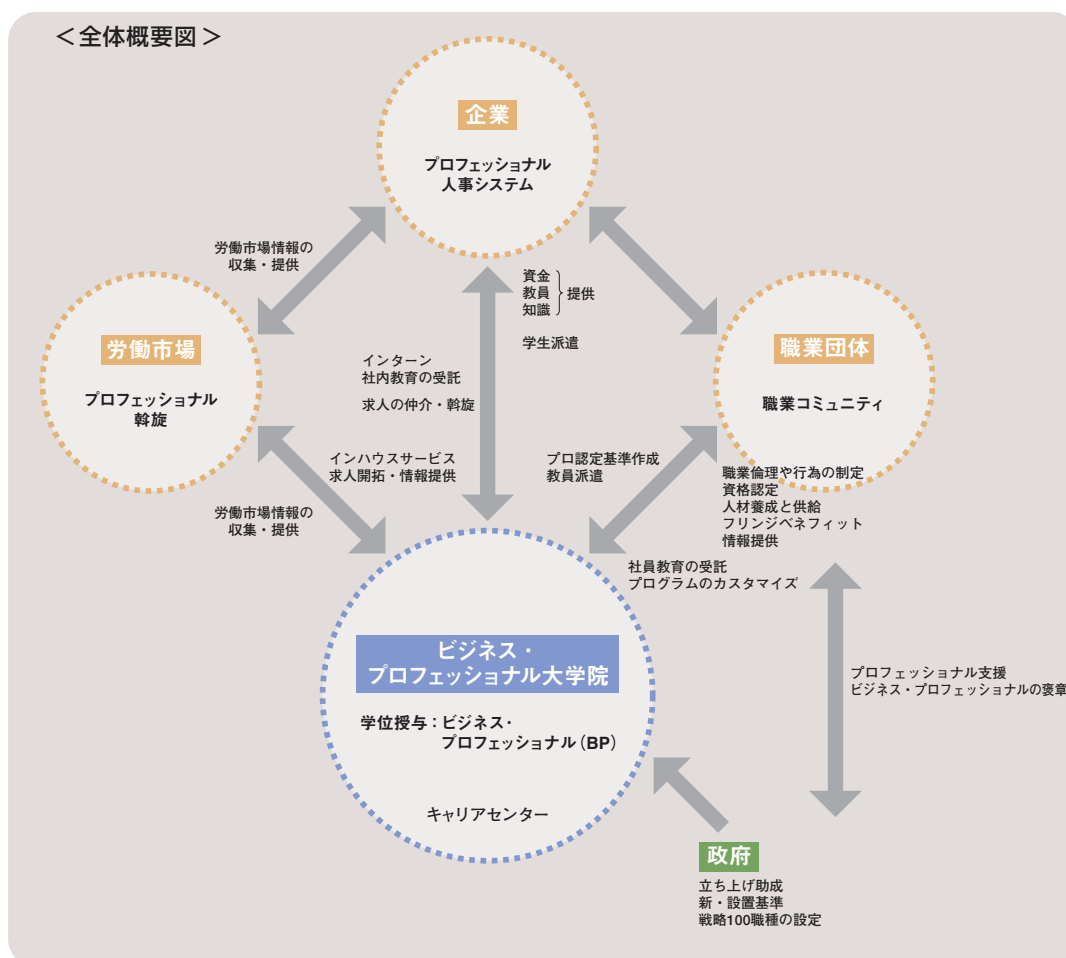 ＜全体概要図＞
企業
プロフェッショナル
人事システム
労働市場情報の
収集・提供
資金
教員
知識
提供
学生派遣
労働市場
プロフェッショナル
斡旋
職業団体
職業コミュニティ
インターン
社内教育の受託
求人の仲介・斡旋
インハウスサービス
求人開拓・情報提供
プロ認定基準作成
教員派遣
職業倫理や行為の制定
資格認定
人材養成と供給
フリンジベネフィット
情報提供
労働市場情報の
収集・提供
社員教育の受託
プログラムのカスタマイズ
ビジネス・
プロフェッショナル大学院
学位授与：ビジネス・
プロフェッショナル（BP）
キャリアセンター
プロフェッショナル支援
ビジネス・プロフェッショナルの褒章
政府
立ち上げ助成
新・設置基準
戦略100職種の設定